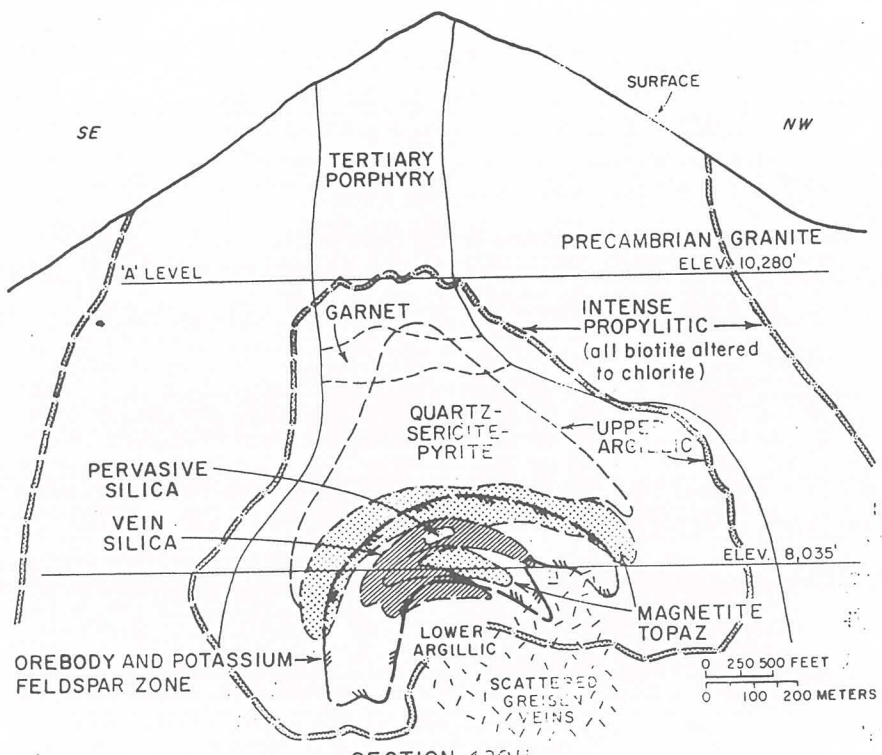 SURFACE
SE
NW
TERTIARY
PORPHYRY
PRECAMBRIAN GRANITE
'A' LEVEL
ELEV. 10,280'
GARNET
INTENSE
PROPYLITIC
(all biotite altered
to chlorite)
QUARTZ-
SERICITE-
PYRITE
UPPER
ARGILLIC
PERVASIVE
SILICA
VEIN
SILICA
ELEV. 8,035'
MAGNETITE
TOPAZ
LOWER
ARGILLIC
OREBODY AND POTASSIUM
FELDSPAR ZONE
SCATTERED
GREISEN
VEINS
0 250 500 FEET
0 100 200 METERS
SECTION